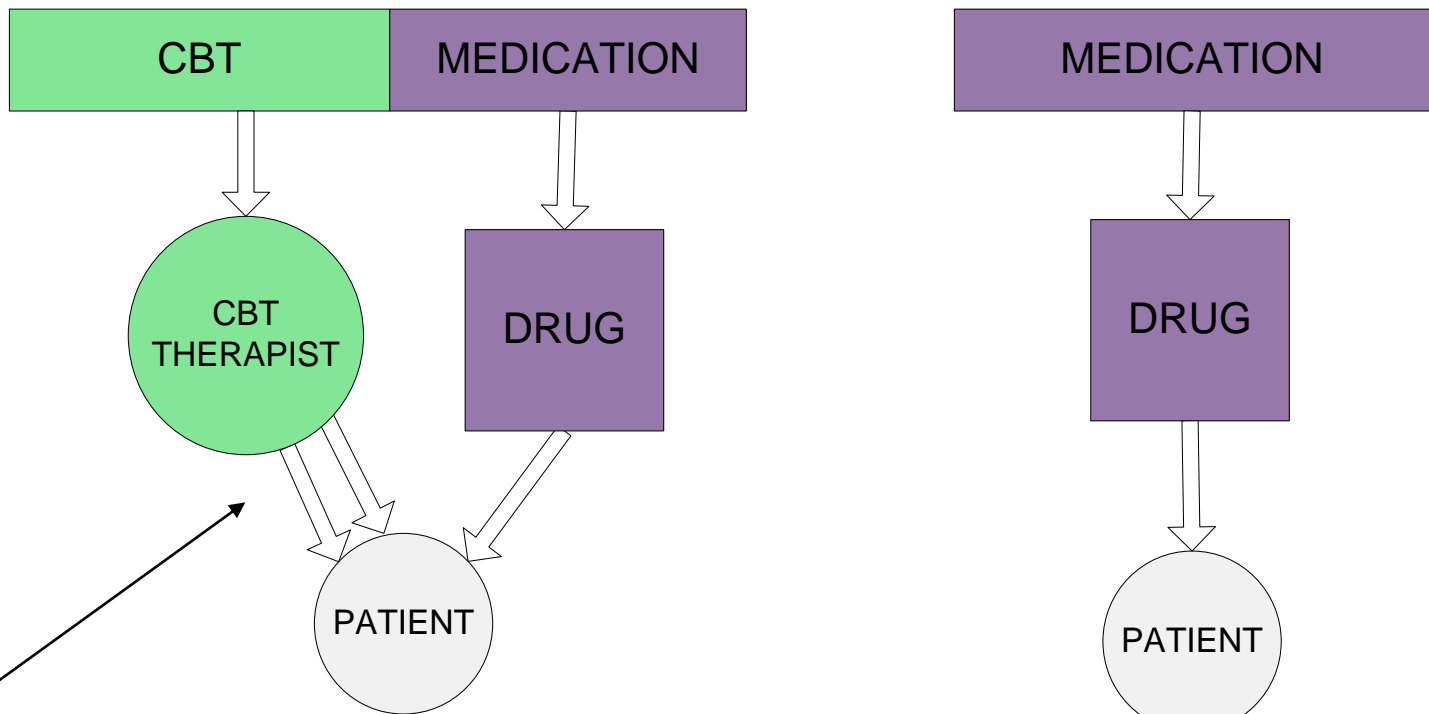 CBT
MEDICATION
MEDICATION
CBT
THERAPIST
DRUG
DRUG
PATIENT
PATIENT